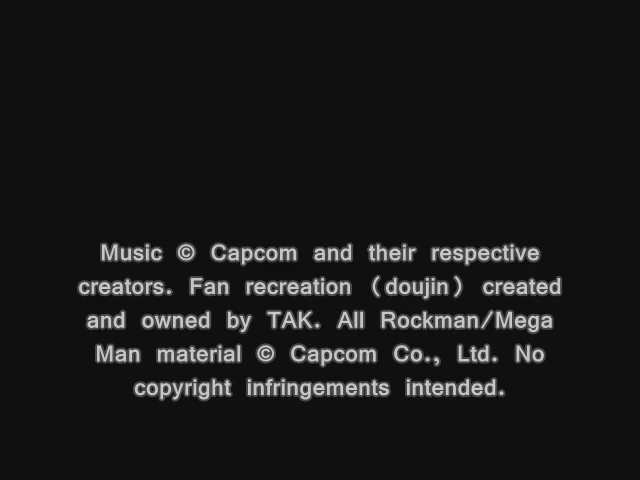 Music © Capcom and their respective
creators. Fan recreation (doujin) created
and owned by TAK. All Rockman/Mega
Man material © Capcom Co., Ltd. No
copyright infringements intended.